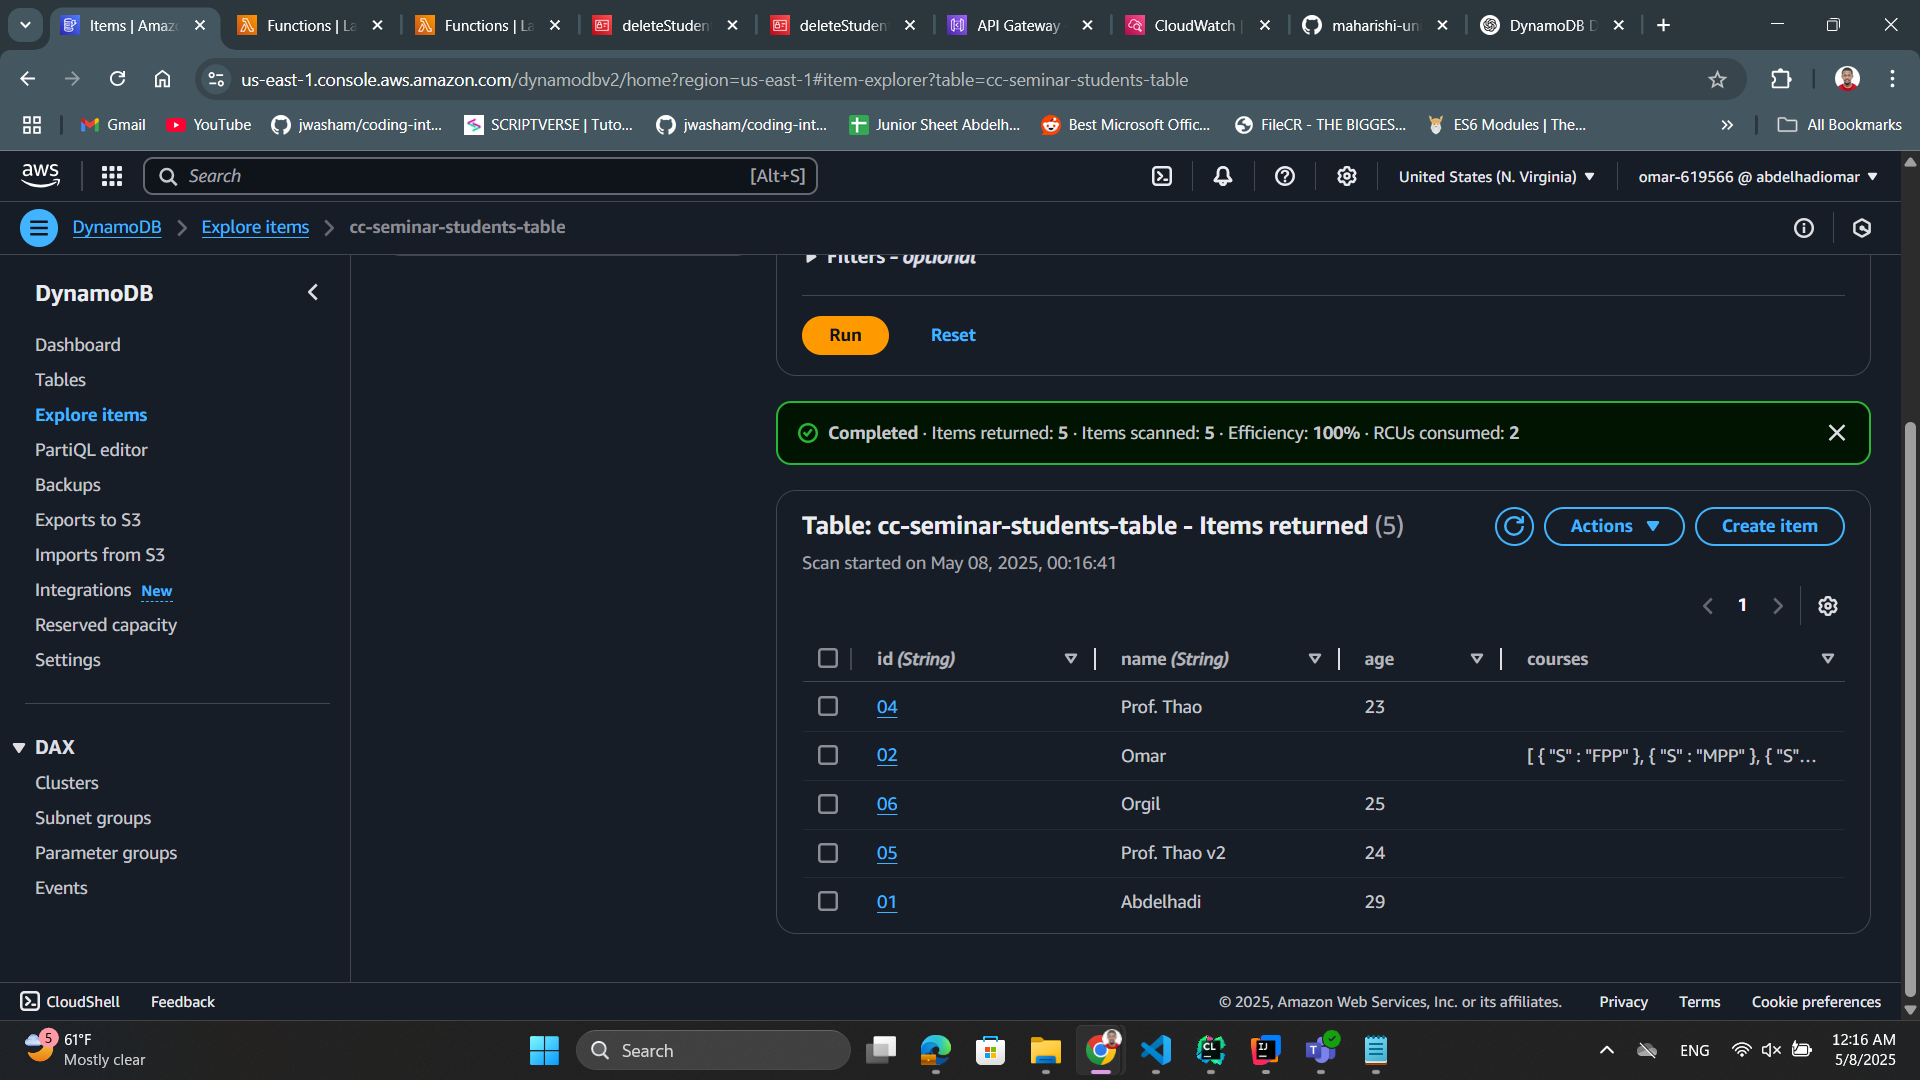 Items | Amaz
Functions | La
Functions | La
deleteStuden
deleteStuden
API Gateway -
CloudWatch |
maharishi-uni
DynamoDB D
us-east-1.console.aws.amazon.com/dynamodbv2/home?region=us-east-1#item-explorer?table=cc-seminar-students-table
Gmail
YouTube
jwasham/coding-int...
SCRIPTVERSE | Tuto...
jwasham/coding-int...
Junior Sheet Abdelh...
Best Microsoft Offic...
FileCR - THE BIGGES...
ES6 Modules | The...
All Bookmarks
aws
Search
[Alt+S]
United States (N. Virginia)
omar-619566 @ abdelhadiomar
DynamoDB
Explore items
cc-seminar-students-table
DynamoDB
Dashboard
Tables
Explore items
PartiQL editor
Backups
Exports to S3
Imports from S3
Integrations New
Reserved capacity
Settings
DAX
Clusters
Subnet groups
Parameter groups
Events
Filters - optional
Run
Reset
Completed · Items returned: 5 · Items scanned: 5 · Efficiency: 100% · RCUs consumed: 2
Table: cc-seminar-students-table - Items returned (5)
Actions
Create item
Scan started on May 08, 2025, 00:16:41
1
id (String) name (String) age courses
04 Prof. Thao 23
02 Omar [ { "S" : "FPP" }, { "S" : "MPP" }, { "S"...
06 Orgil 25
05 Prof. Thao v2 24
01 Abdelhadi 29
CloudShell
Feedback
© 2025, Amazon Web Services, Inc. or its affiliates.
Privacy
Terms
Cookie preferences
5
61°F
Mostly clear
Search
CL
IJ
T
ENG
12:16 AM
5/8/2025